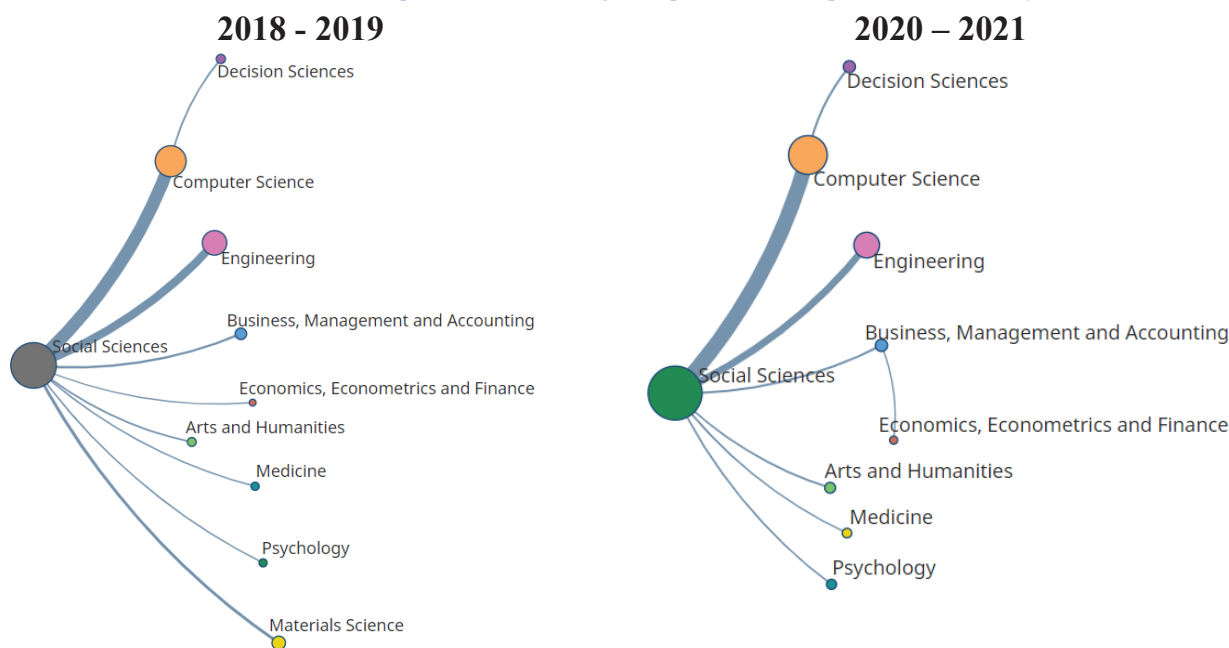 2018 - 2019
Decision Sciences
Computer Science
Engineering
Business, Management and Accounting
Social Sciences
Economics, Econometrics and Finance
Arts and Humanities
Medicine
Psychology
Materials Science
2020 – 2021
Decision Sciences
Computer Science
Engineering
Business, Management and Accounting
Social Sciences
Economics, Econometrics and Finance
Arts and Humanities
Medicine
Psychology